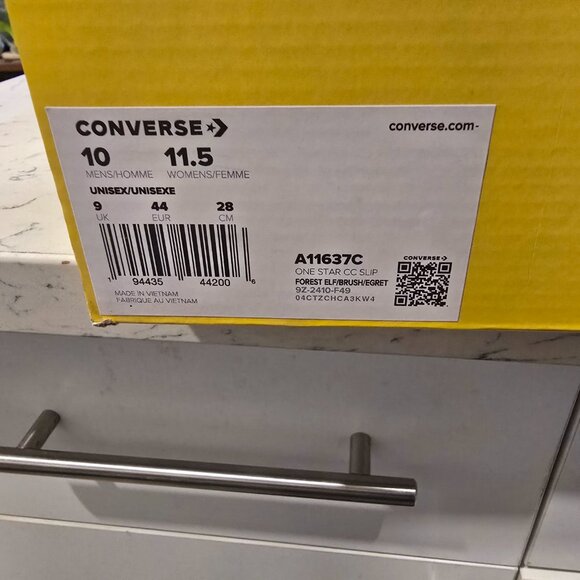 CONVERSE
converse.com-
10 11.5
MENS/HOMME WOMENS/FEMME
UNISEX/UNISEXE
9 44 28
UK EUR CM
1 94435 44200 6
MADE IN VIETNAM
FABRIQUE AU VIETNAM
A11637C
ONE STAR CC SLIP
FOREST ELF/BRUSH/EGRET
9Z-2410-F49
04CTZCHCA3KW4
CONVERSE